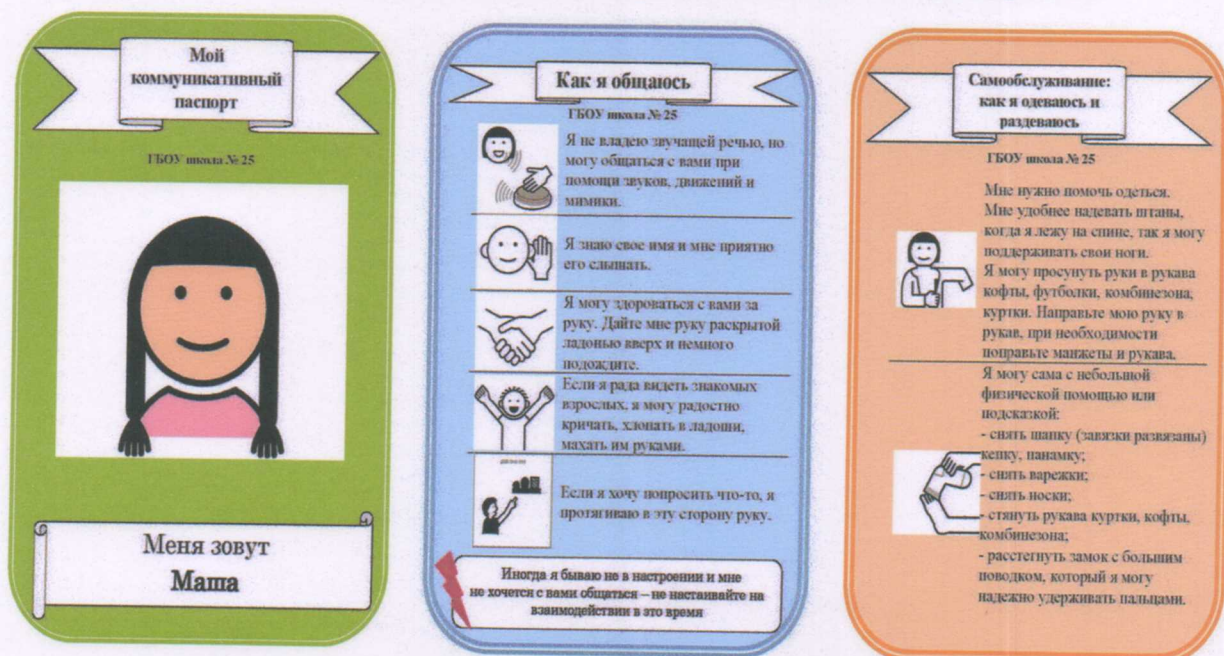 Мой
коммуникативный
паспорт
ГБОУ школа № 25
Меня зовут
Маша
Как я общаюсь
ГБОУ школа № 25
Я не владею звучащей речью, но
могу общаться с вами при
помощи звуков, движений и
мимики.
Я знаю свое имя и мне приятно
его слышать.
Я могу здороваться с вами за
руку. Дайте мне руку раскрытой
ладонью вверх и немного
подождите.
Если я рада видеть знакомых
взрослых, я могу радостно
кричать, хлопать в ладоши,
махать им руками.
Если я хочу попросить что-то, я
протягиваю в эту сторону руку.
Иногда я бываю не в настроении и мне
не хочется с вами общаться – не настаивайте на
взаимодействии в это время
Самообслуживание:
как я одеваюсь и
раздеваюсь
ГБОУ школа № 25
Мне нужно помочь одеться.
Мне удобнее надевать штаны,
когда я лежу на спине, так я могу
поддерживать свои ноги.
Я могу просунуть руки в рукава
кофты, футболки, комбинезона,
куртки. Направьте мою руку в
рукав, при необходимости
поправьте манжеты и рукава.
Я могу сама с небольшой
физической помощью или
подсказкой:
- снять шапку (завязки развязаны)
кепку, панамку;
- снять варежки;
- снять носки;
- стянуть рукава куртки, кофты,
комбинезона;
- расстегнуть замок с большим
поводком, который я могу
надежно удерживать пальцами.